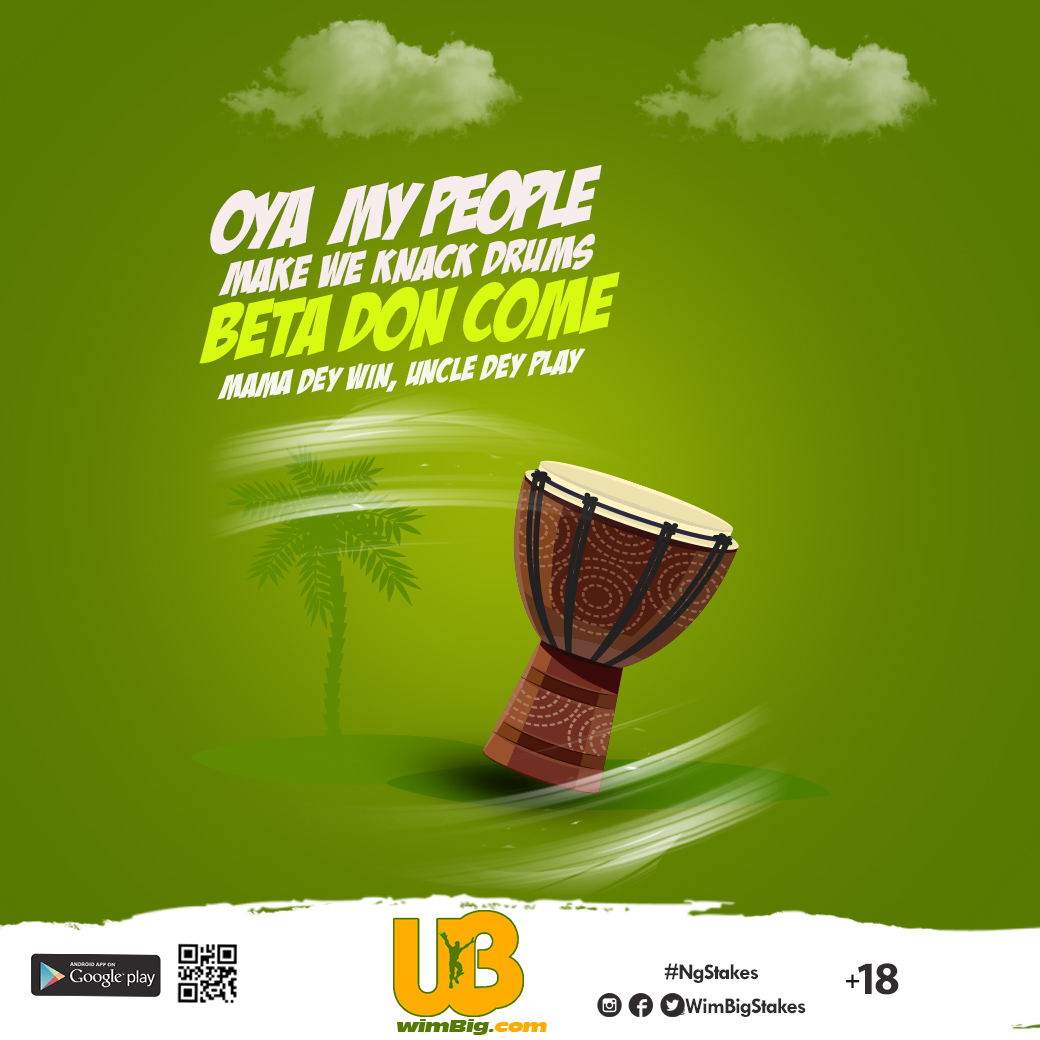 OYA MY PEOPLE
MAKE WE KNACK DRUMS
BETA DON COME
MAMA DEY WIN, UNCLE DEY PLAY
ANDROID APP ON
Google play
UB
wimBig.com
#NgStakes
WimBigStakes
+18